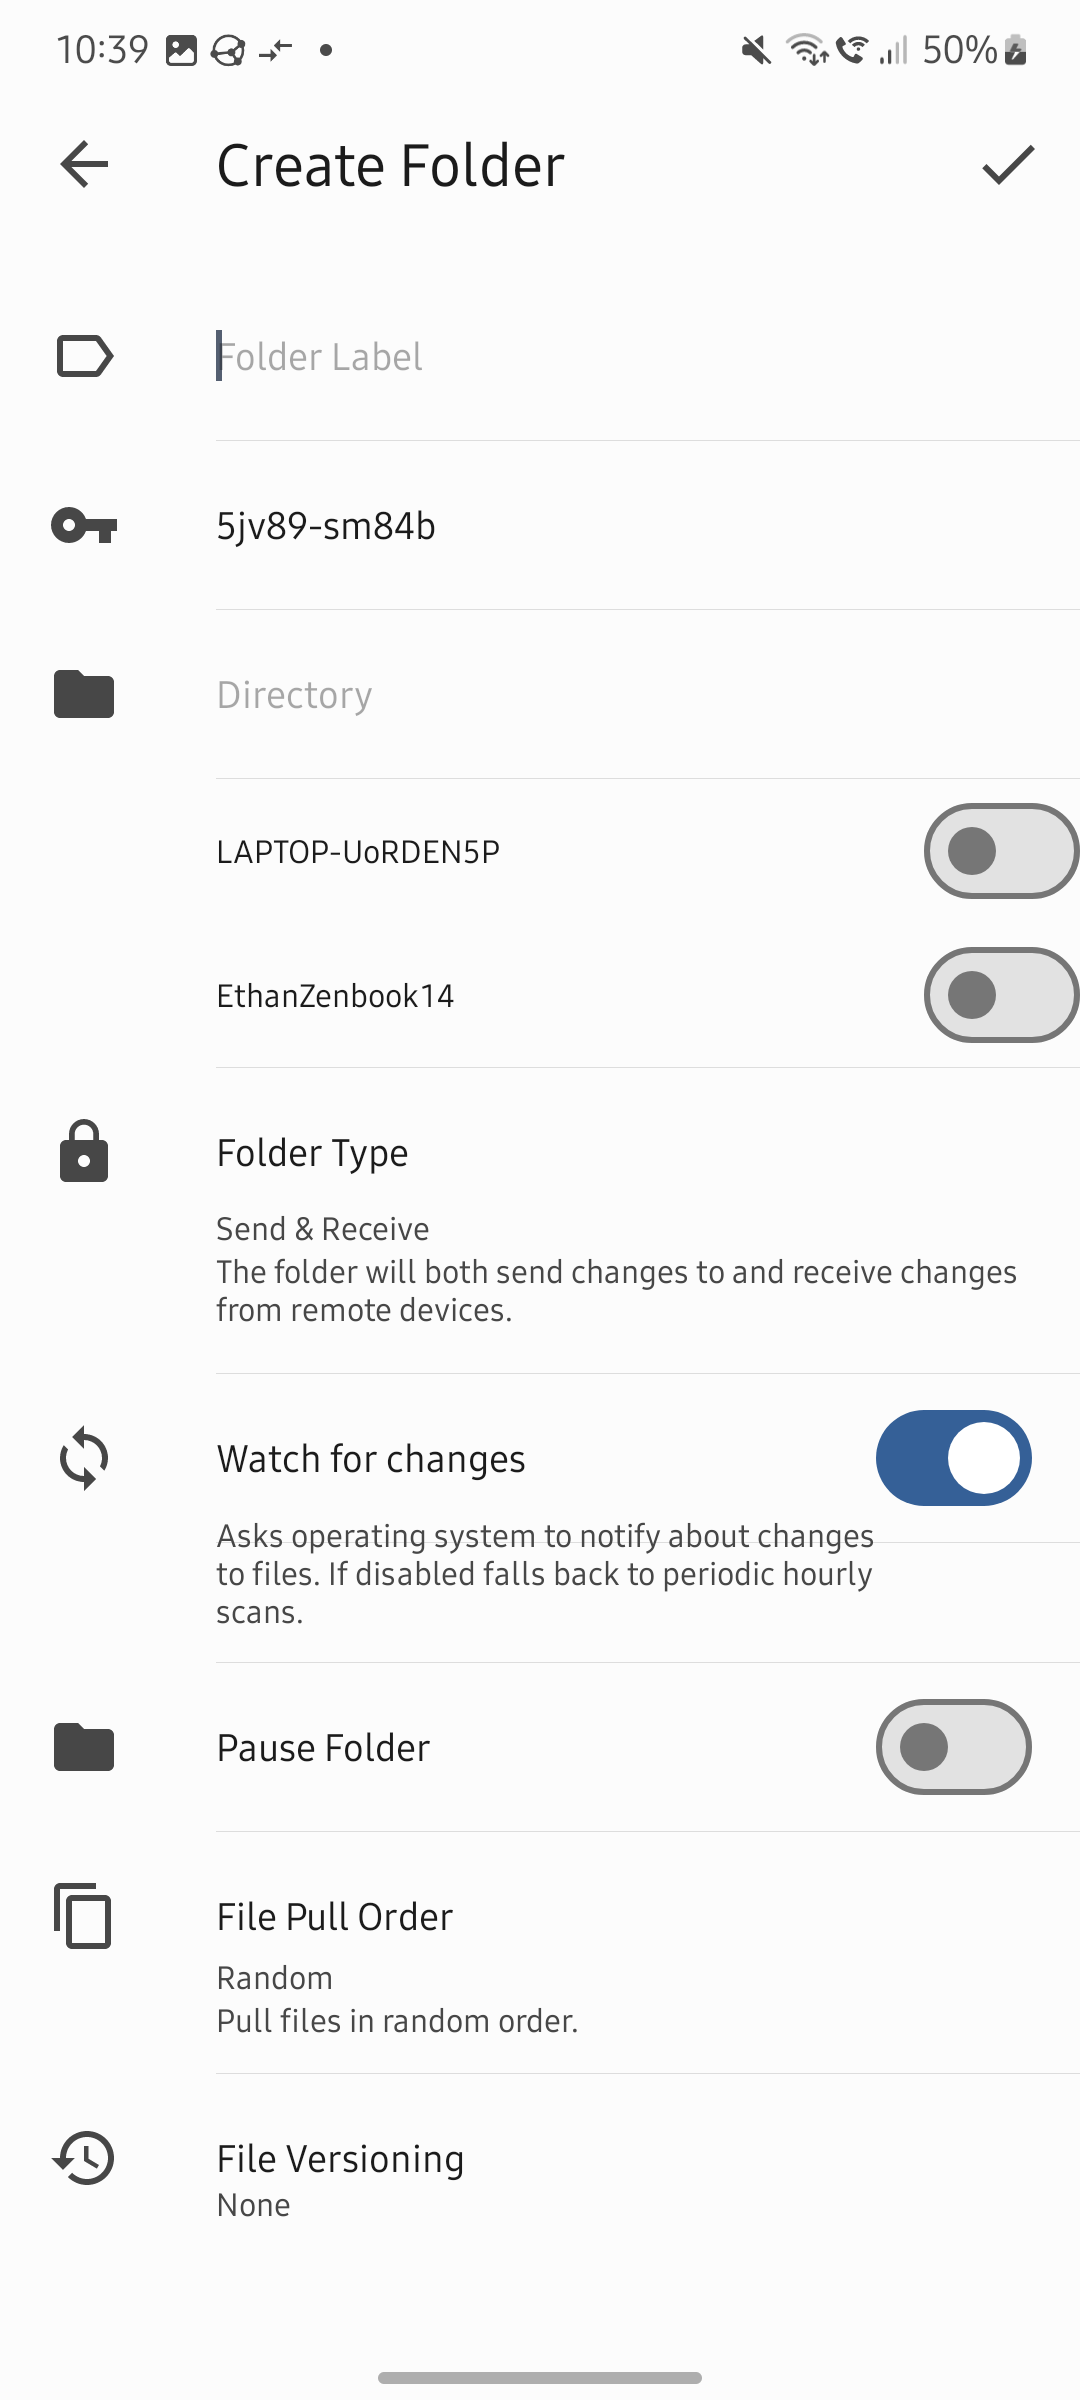 10:39
50%
Create Folder
Folder Label
5jv89-sm84b
Directory
LAPTOP-UoRDEN5P
EthanZenbook14
Folder Type
Send & Receive
The folder will both send changes to and receive changes
from remote devices.
Watch for changes
Asks operating system to notify about changes
to files. If disabled falls back to periodic hourly
scans.
Pause Folder
File Pull Order
Random
Pull files in random order.
File Versioning
None